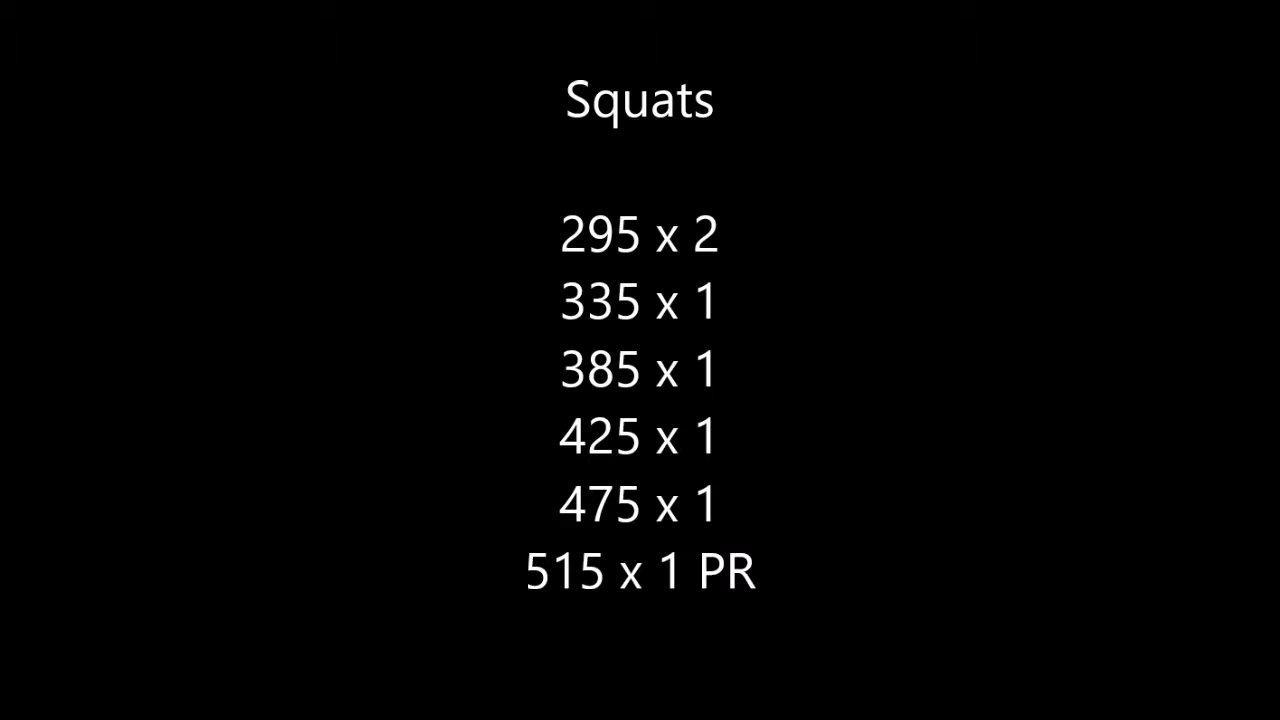 Squats
295 x 2
335 x 1
385 x 1
425 x 1
475 x 1
515 x 1 PR